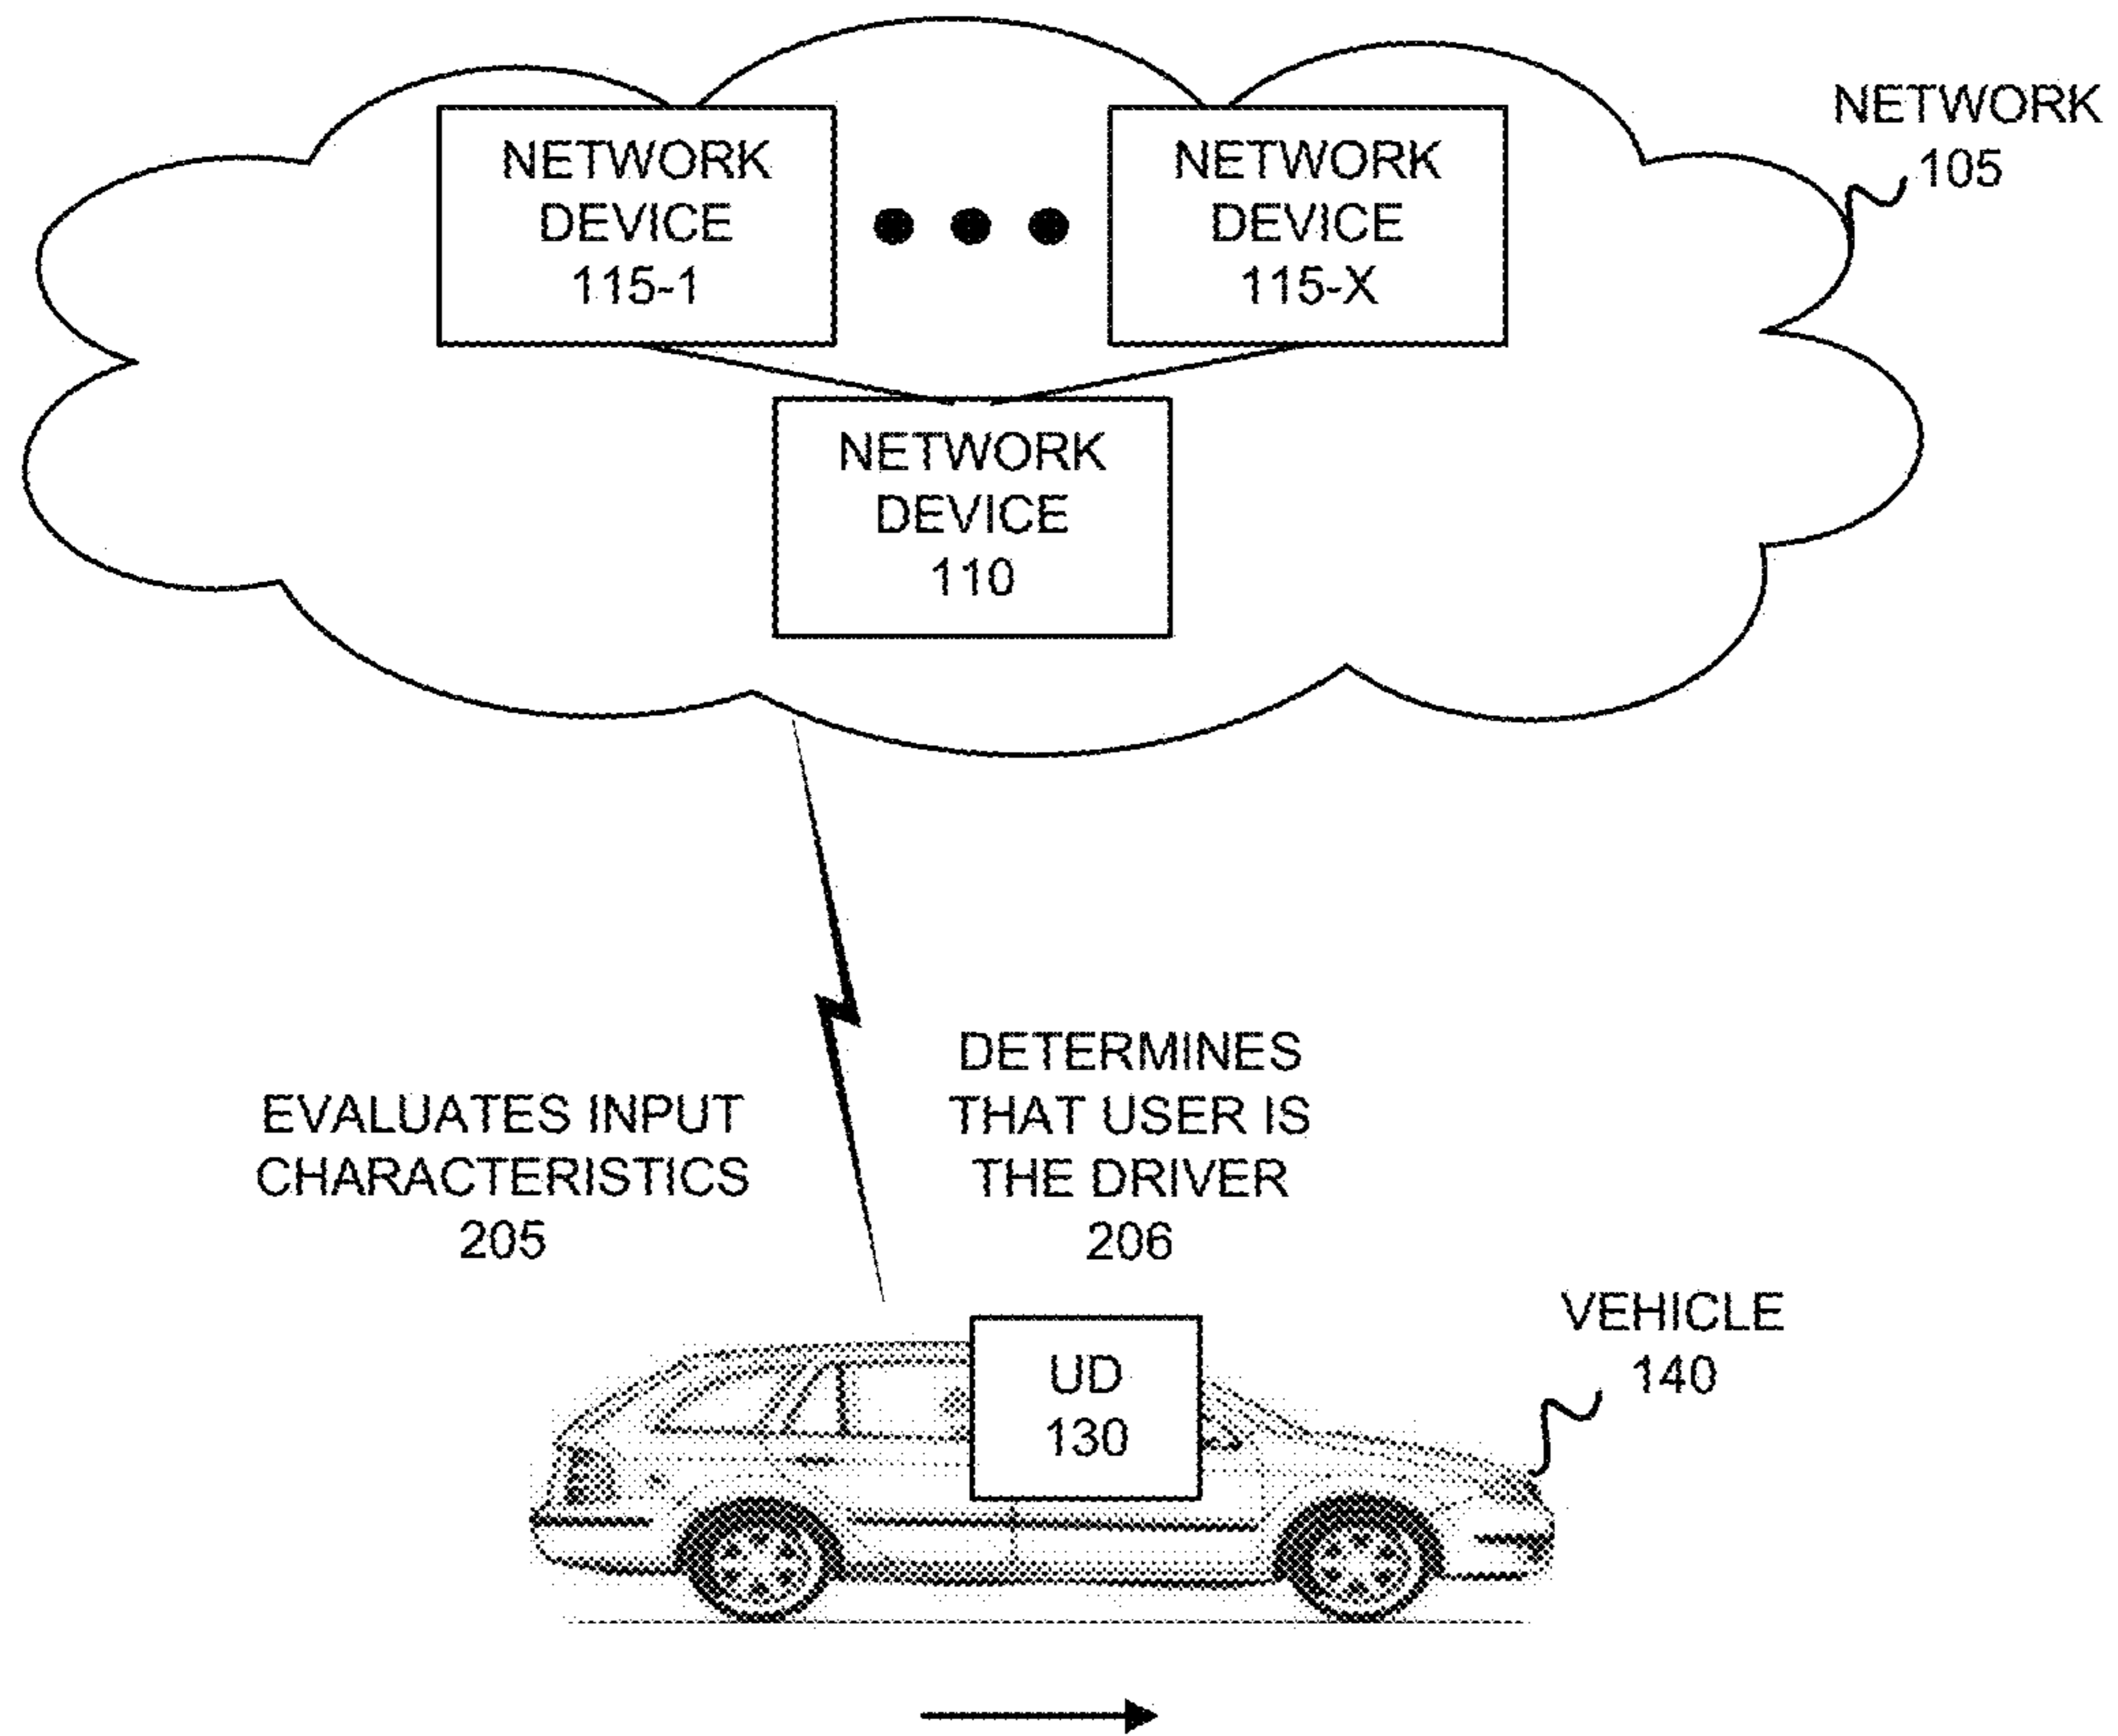 NETWORK
105
NETWORK
DEVICE
115-1
NETWORK
DEVICE
115-X
NETWORK
DEVICE
110
EVALUATES INPUT
CHARACTERISTICS
205
DETERMINES
THAT USER IS
THE DRIVER
206
VEHICLE
140
UD
130